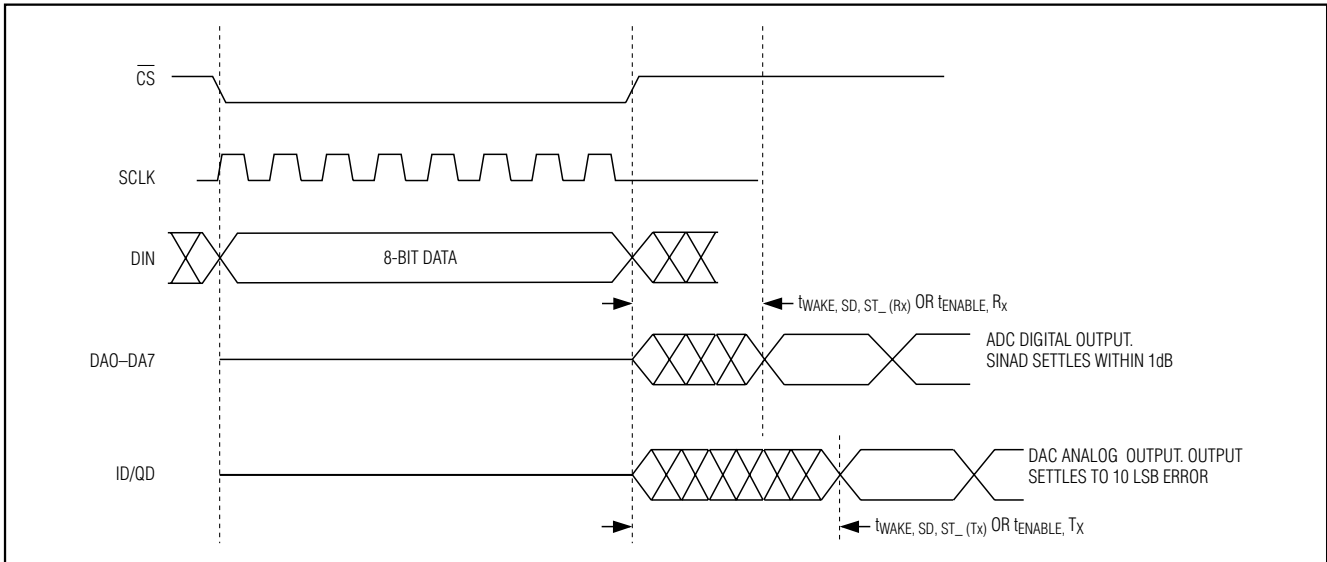 CS
SCLK
DIN
8-BIT DATA
tWAKE, SD, ST_ (Rx) OR tENABLE, Rx
DA0–DA7
ADC DIGITAL OUTPUT.
SINAD SETTLES WITHIN 1dB
ID/QD
DAC ANALOG OUTPUT. OUTPUT
SETTLES TO 10 LSB ERROR
tWAKE, SD, ST_ (Tx) OR tENABLE, TX